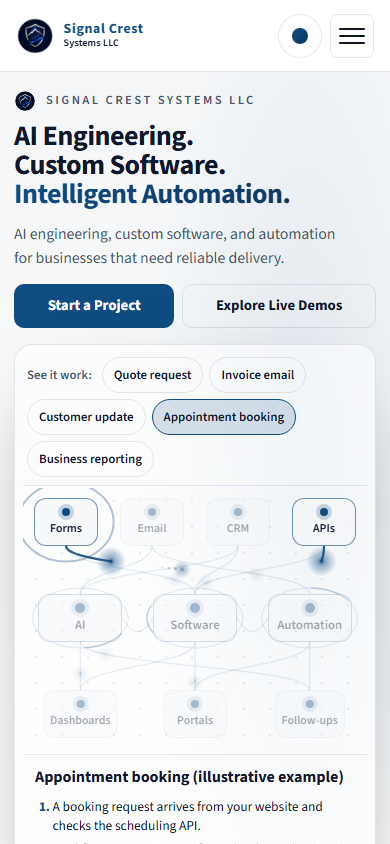 Signal Crest
Systems LLC
SIGNAL CREST SYSTEMS LLC
AI Engineering.
Custom Software.
Intelligent Automation.
AI engineering, custom software, and automation
for businesses that need reliable delivery.
Start a Project
Explore Live Demos
See it work:
Quote request
Invoice email
Customer update
Appointment booking
Business reporting
Forms
Email
CRM
APIs
AI
Software
Automation
Dashboards
Portals
Follow-ups
Appointment booking (illustrative example)
1. A booking request arrives from your website and
checks the scheduling API.